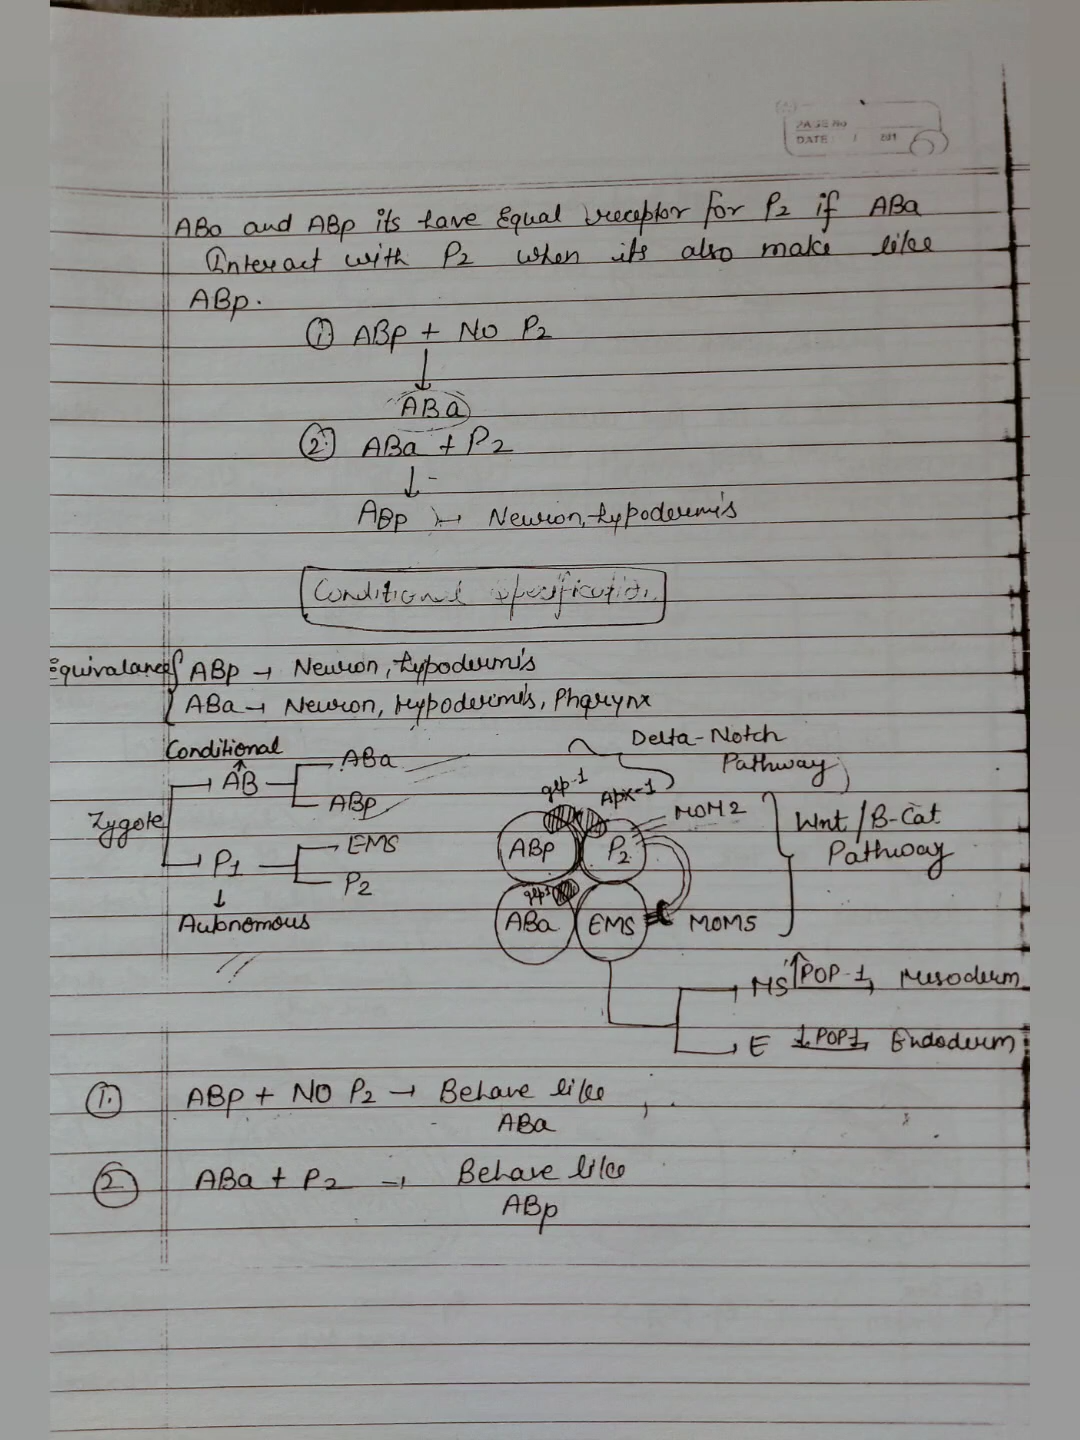 PAGE NO
DATE
ABa and ABp its have Equal receptor for P2 if ABa
Interact with P2 when its also make like
ABp.
① ABp + NO P2
↓
ABa
② ABa + P2
↓
ABp → Neuron, Hypodermis
Conditional specification
Equivalance { ABp → Neuron, Hypodermis
ABa → Neuron, Hypodermis, Pharynx
Delta-Notch
Pathway
Conditional
↑
Zygote
AB
ABa
ABp
P1
EMS
P2
↓
Autonomous
glp-1
Apx-1
MOM2
ABp
P2
Wnt / B-Cat
Pathway
ABa
EMS
MOM5
MS ↑POP-1 → Mesoderm
E ↓POP1 → Endoderm
① ABp + NO P2 → Behave like
ABa
② ABa + P2 → Behave like
ABp